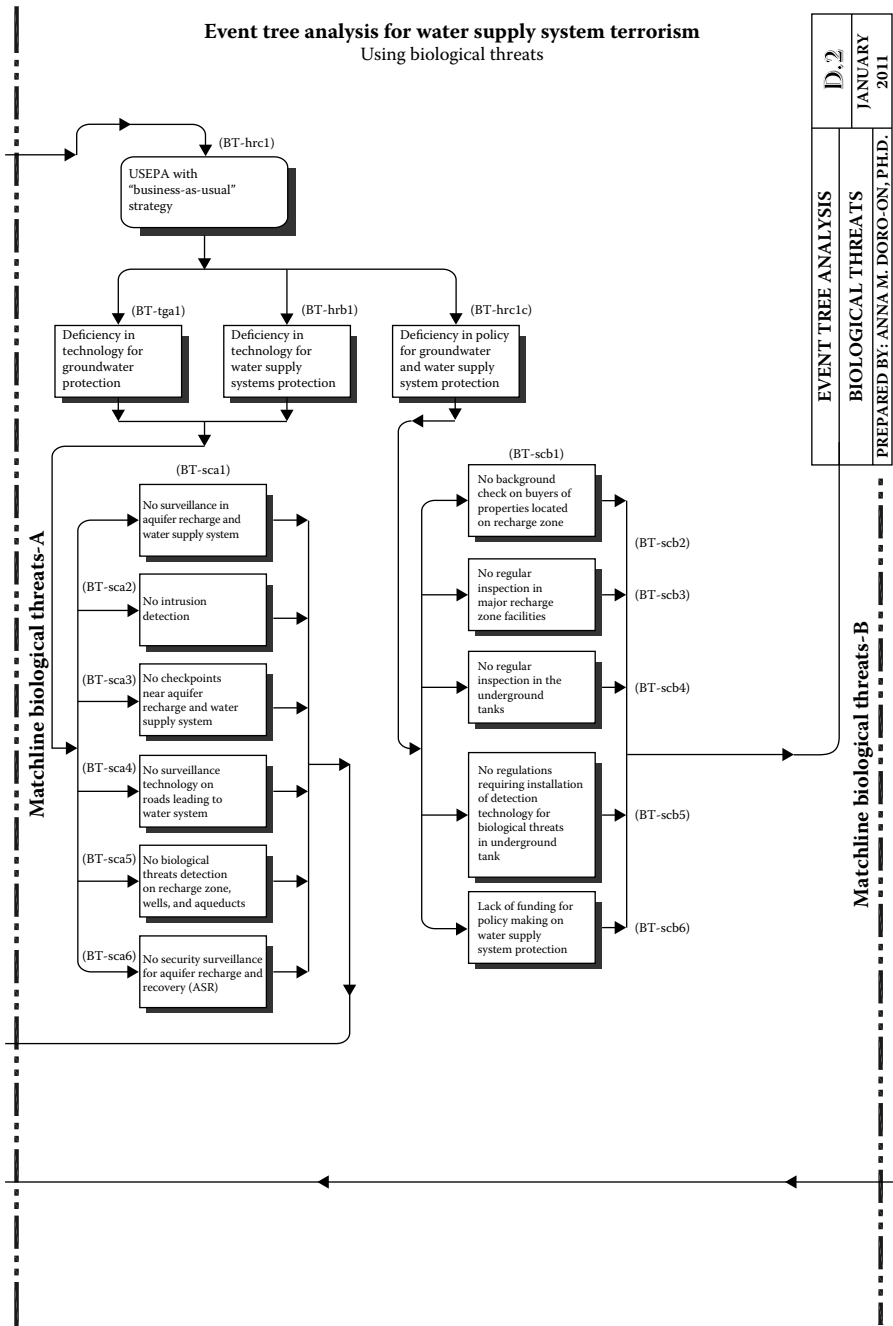 Event tree analysis for water supply system terrorism
Using biological threats
EVENT TREE ANALYSIS
D.2
BIOLOGICAL THREATS
JANUARY
2011
PREPARED BY: ANNA M. DORO-ON, PH.D.
(BT-hrc1)
USEPA with
“business-as-usual”
strategy
(BT-tga1)
Deficiency in
technology for
groundwater
protection
(BT-hrb1)
Deficiency in
technology for
water supply
systems protection
(BT-hrc1c)
Deficiency in policy
for groundwater
and water supply
system protection
Matchline biological threats-A
(BT-sca1)
No surveillance in
aquifer recharge and
water supply system
(BT-sca2)
No intrusion
detection
(BT-sca3)
No checkpoints
near aquifer
recharge and water
supply system
(BT-sca4)
No surveillance
technology on
roads leading to
water system
(BT-sca5)
No biological
threats detection
on recharge zone,
wells, and aqueducts
(BT-sca6)
No security surveillance
for aquifer recharge and
recovery (ASR)
(BT-scb1)
No background
check on buyers of
properties located
on recharge zone
(BT-scb2)
No regular
inspection in
major recharge
zone facilities
(BT-scb3)
No regular
inspection in the
underground
tanks
(BT-scb4)
No regulations
requiring installation
of detection
technology for
biological threats
in underground
tank
(BT-scb5)
Lack of funding for
policy making on
water supply
system protection
(BT-scb6)
Matchline biological threats-B